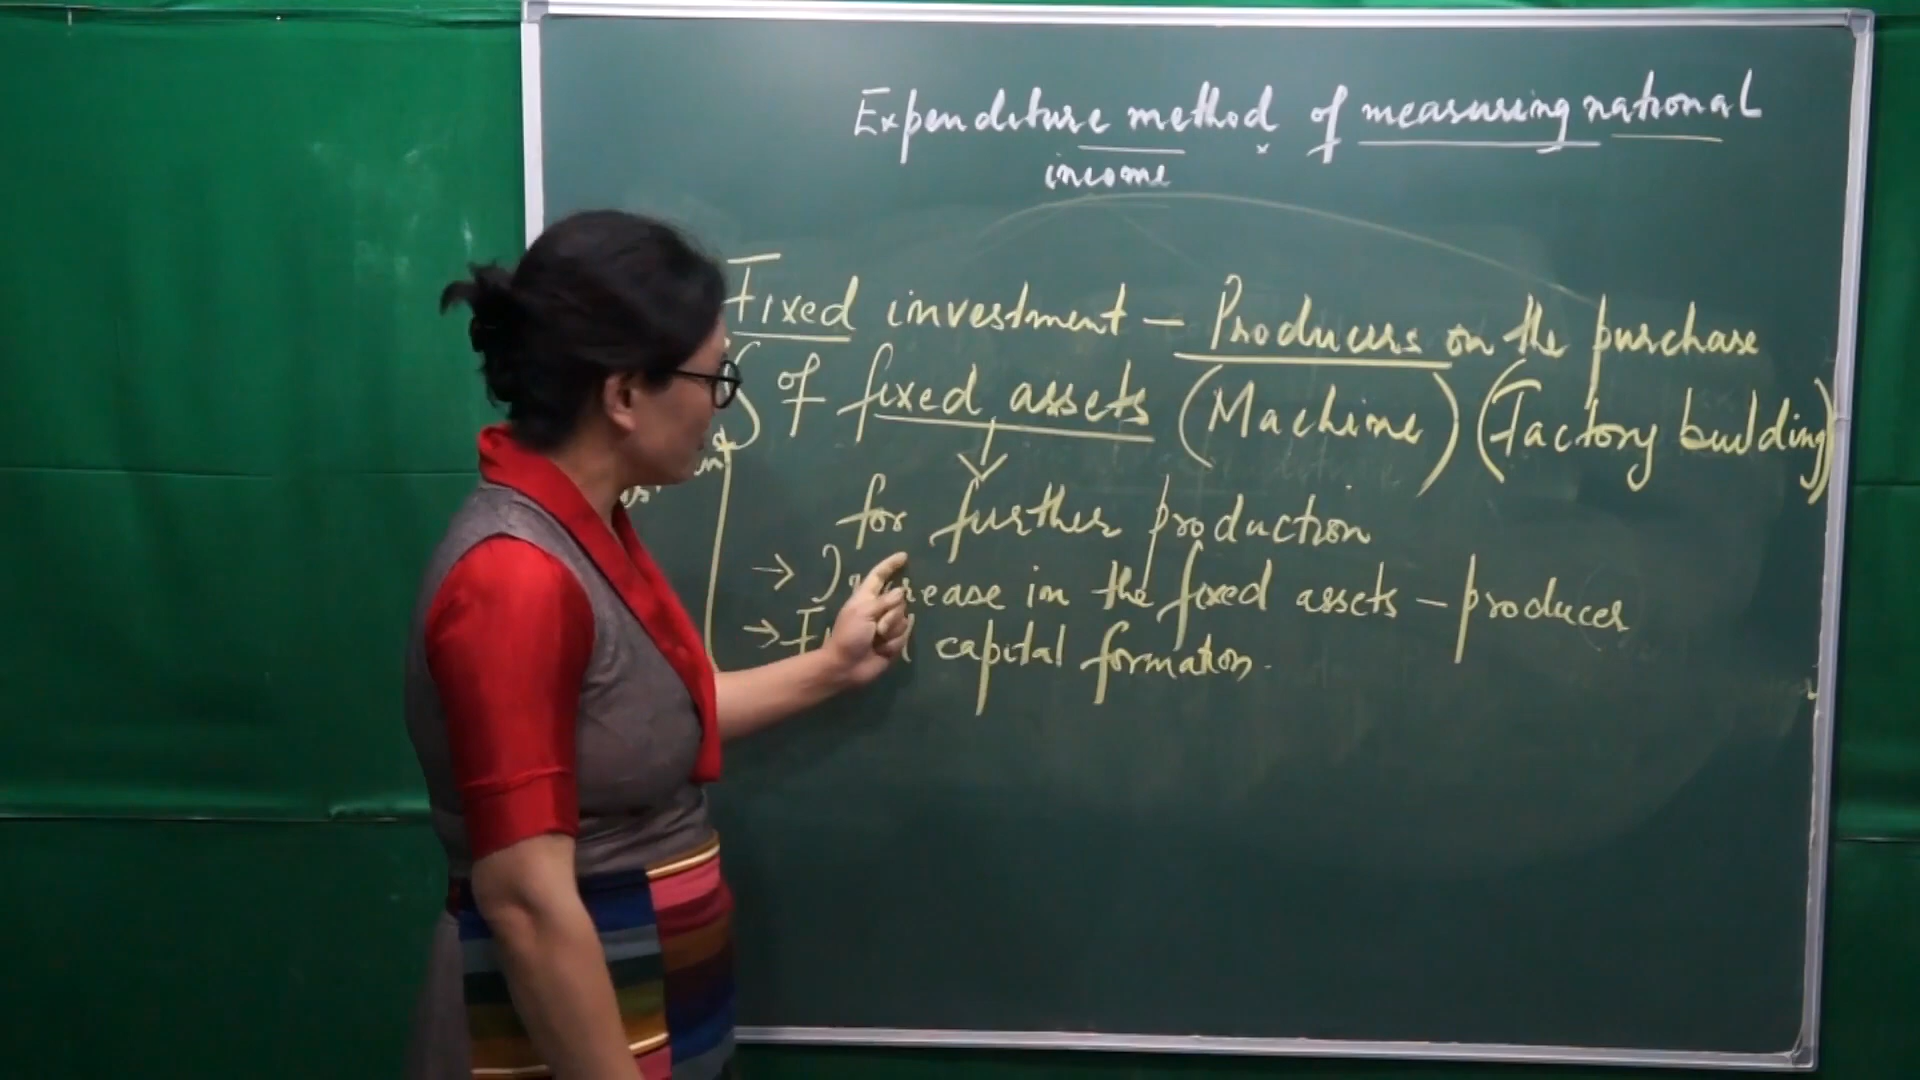 Expenditure method of measuring national
income
Fixed investment – Producers on the purchase
of fixed assets (Machine) (Factory building)
for further production
→ Increase in the fixed assets – producer
→ capital formation.